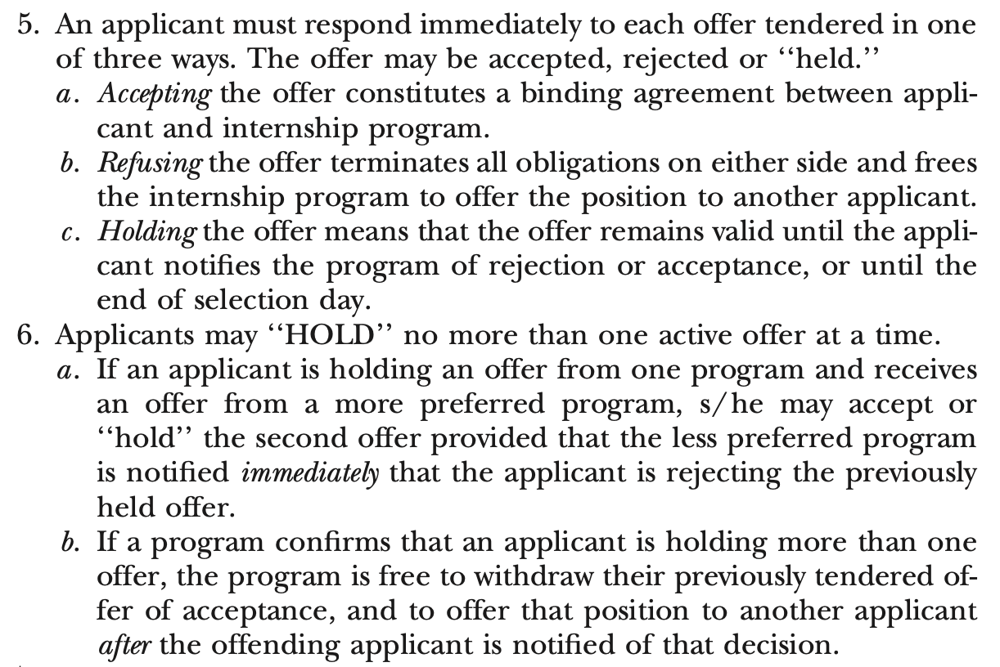 5. An applicant must respond immediately to each offer tendered in one
of three ways. The offer may be accepted, rejected or ‘‘held.’’
a. Accepting the offer constitutes a binding agreement between appli-
cant and internship program.
b. Refusing the offer terminates all obligations on either side and frees
the internship program to offer the position to another applicant.
c. Holding the offer means that the offer remains valid until the appli-
cant notifies the program of rejection or acceptance, or until the
end of selection day.
6. Applicants may ‘‘HOLD’’ no more than one active offer at a time.
a. If an applicant is holding an offer from one program and receives
an offer from a more preferred program, s/he may accept or
‘‘hold’’ the second offer provided that the less preferred program
is notified immediately that the applicant is rejecting the previously
held offer.
b. If a program confirms that an applicant is holding more than one
offer, the program is free to withdraw their previously tendered of-
fer of acceptance, and to offer that position to another applicant
after the offending applicant is notified of that decision.